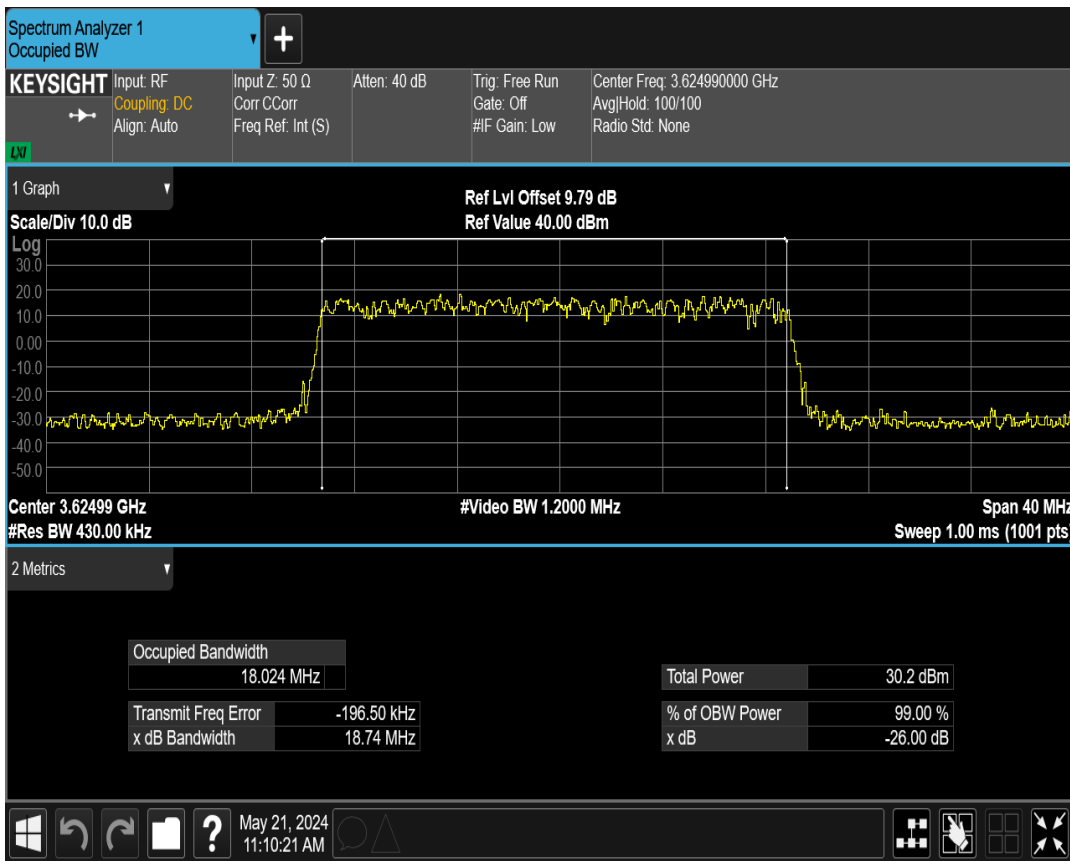 Spectrum Analyzer 1
Occupied BW
+
KEYSIGHT
LXI
Input: RF
Coupling: DC
Align: Auto
Input Z: 50 Ω
Corr CCorr
Freq Ref: Int (S)
Atten: 40 dB
Trig: Free Run
Gate: Off
#IF Gain: Low
Center Freq: 3.624990000 GHz
Avg|Hold: 100/100
Radio Std: None
1 Graph
Scale/Div 10.0 dB
Ref Lvl Offset 9.79 dB
Ref Value 40.00 dBm
Log
30.0
20.0
10.0
0.00
-10.0
-20.0
-30.0
-40.0
-50.0
Center 3.62499 GHz
#Res BW 430.00 kHz
#Video BW 1.2000 MHz
Span 40 MHz
Sweep 1.00 ms (1001 pts)
2 Metrics
Occupied Bandwidth
18.024 MHz
Transmit Freq Error -196.50 kHz
x dB Bandwidth 18.74 MHz
Total Power 30.2 dBm
% of OBW Power 99.00 %
x dB -26.00 dB
?
May 21, 2024
11:10:21 AM